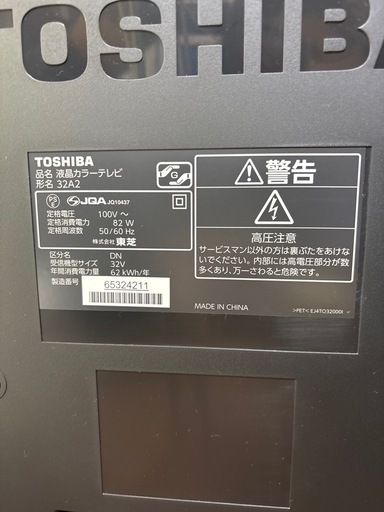 TOSHIBA
TOSHIBA
品名 液晶カラーテレビ
形名 32A2
PS E JQA JQ10437
定格電圧 100V ～
定格消費電力 82 W
定格周波数 50/60 Hz
株式会社 東芝
区分名 DN
受信機型サイズ 32V
年間消費電力量 62 kWh/年
製造番号 65324211
G
警告
高圧注意
サービスマン以外の方は裏ぶたをあけな
いでください。内部には高電圧部分が数
多くあり、万一さわると危険です。
MADE IN CHINA
>PET< EJ4TO32000I